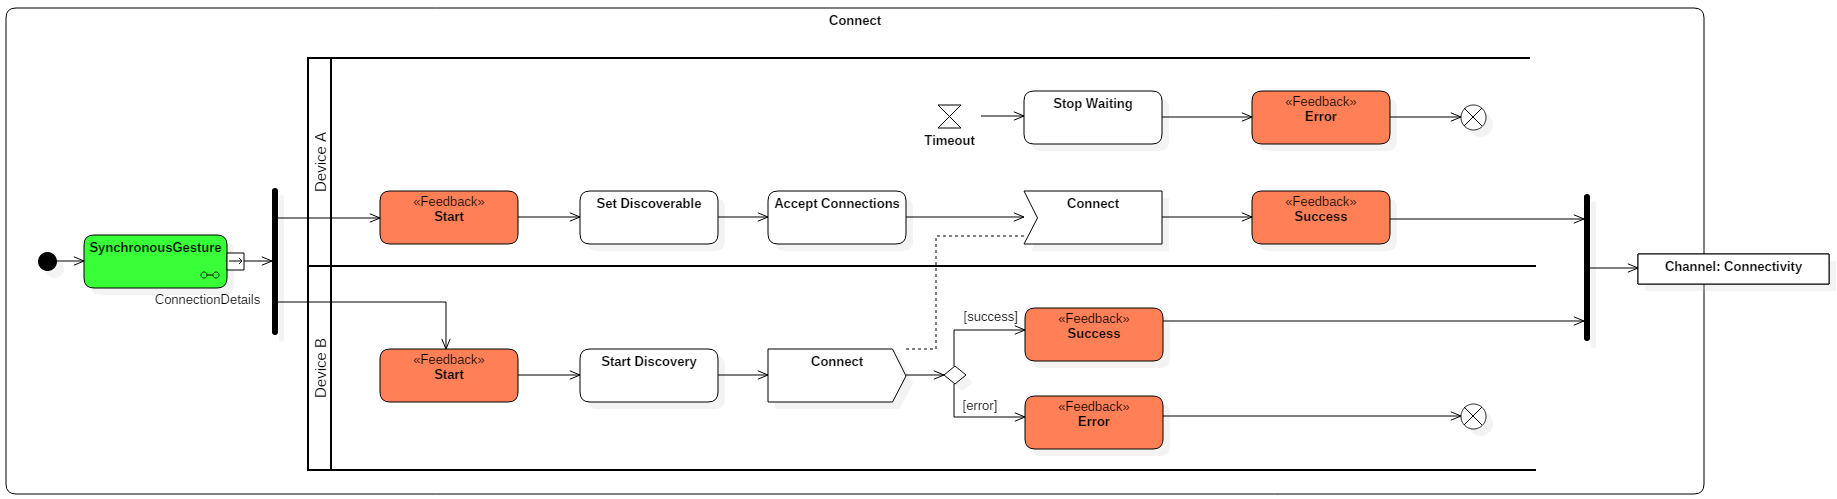 Connect
Device A
Timeout
Stop Waiting
«Feedback»
Error
«Feedback»
Start
Set Discoverable
Accept Connections
Connect
«Feedback»
Success
SynchronousGesture
ConnectionDetails
Channel: Connectivity
Device B
«Feedback»
Start
Start Discovery
Connect
[success]
«Feedback»
Success
[error]
«Feedback»
Error